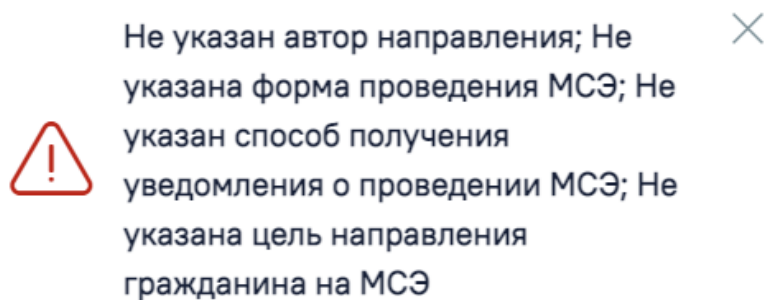 Не указан автор направления; Не
указана форма проведения МСЭ; Не
указан способ получения
уведомления о проведении МСЭ; Не
указана цель направления
гражданина на МСЭ